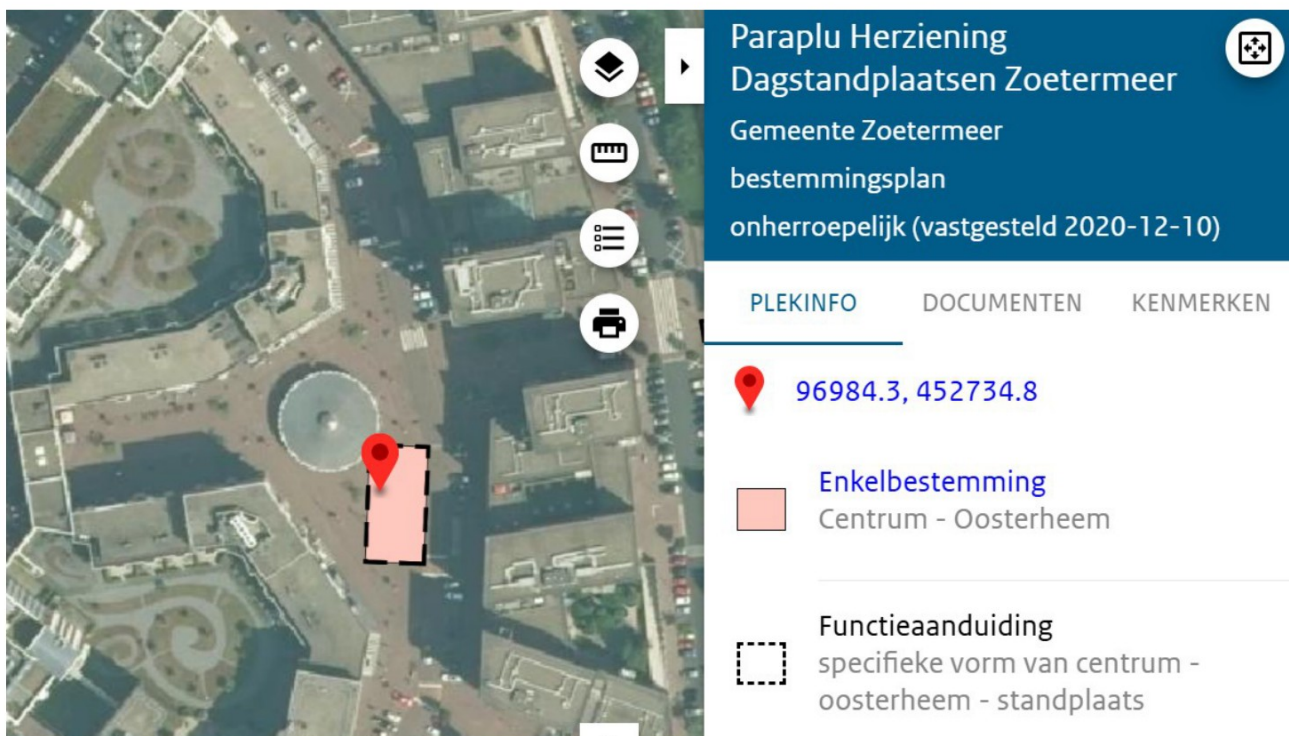 Paraplu Herziening
Dagstandplaatsen Zoetermeer
Gemeente Zoetermeer
bestemmingsplan
onherroepelijk (vastgesteld 2020-12-10)
PLEKINFO DOCUMENTEN KENMERKEN
96984.3, 452734.8
Enkelbestemming
Centrum - Oosterheem
Functieaanduiding
specifieke vorm van centrum -
oosterheem - standplaats